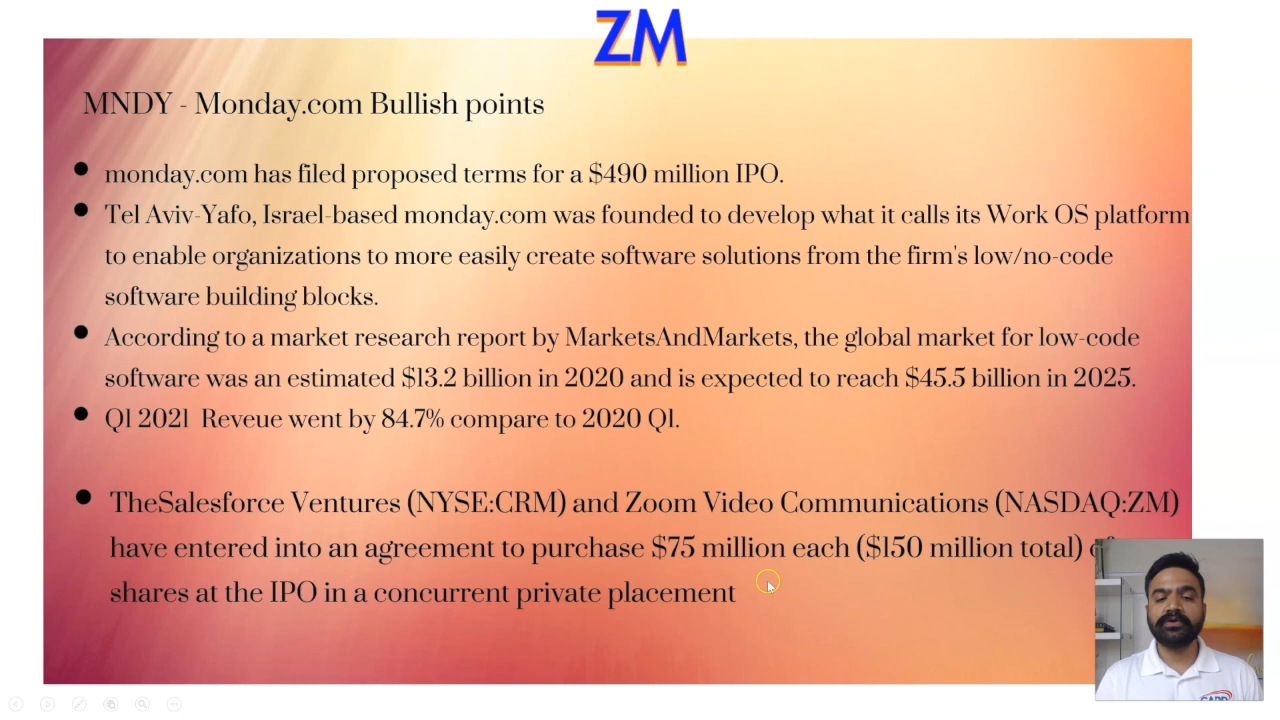 ZM
MNDY - Monday.com Bullish points
monday.com has filed proposed terms for a $490 million IPO.
Tel Aviv-Yafo, Israel-based monday.com was founded to develop what it calls its Work OS platform
to enable organizations to more easily create software solutions from the firm's low/no-code
software building blocks.
According to a market research report by MarketsAndMarkets, the global market for low-code
software was an estimated $13.2 billion in 2020 and is expected to reach $45.5 billion in 2025.
Q1 2021 Reveue went by 84.7% compare to 2020 Q1.
TheSalesforce Ventures (NYSE:CRM) and Zoom Video Communications (NASDAQ:ZM)
have entered into an agreement to purchase $75 million each ($150 million total)
shares at the IPO in a concurrent private placement